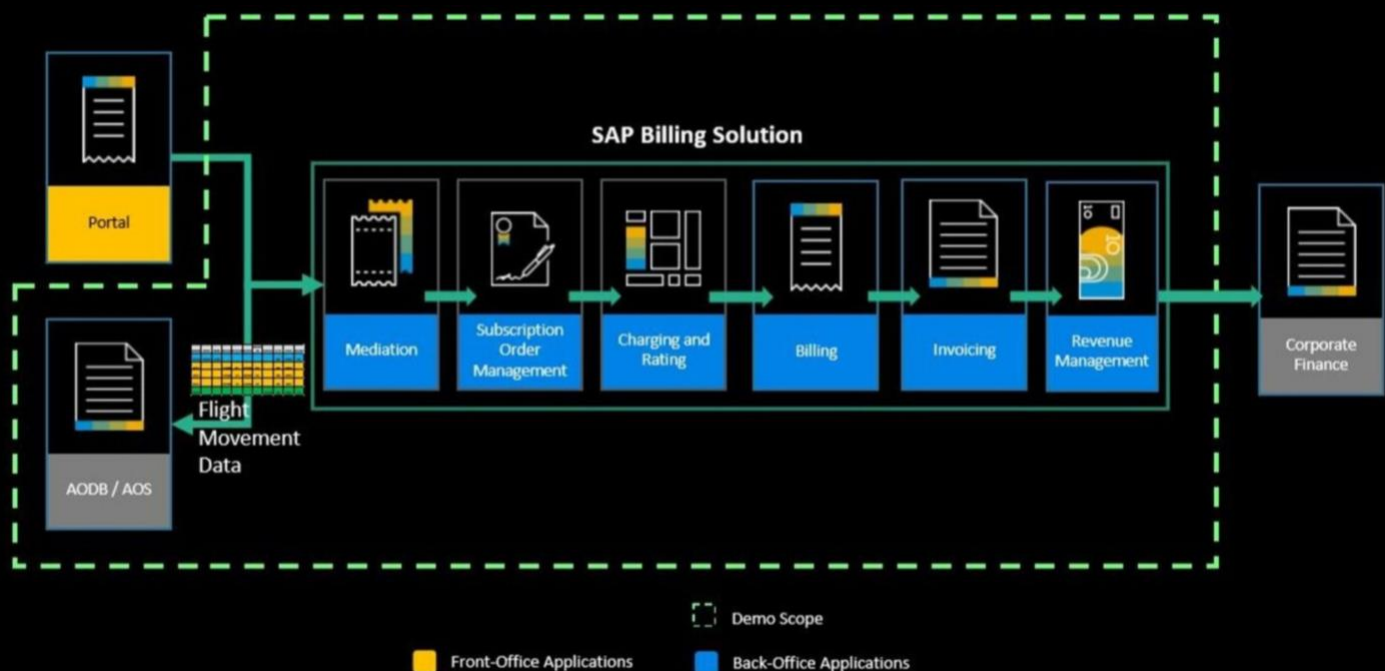 SAP Billing Solution
Portal
Mediation
Subscription
Order
Management
Charging and
Rating
Billing
Invoicing
Revenue
Management
Corporate
Finance
Flight
Movement
Data
AODB / AOS
Demo Scope
Front-Office Applications
Back-Office Applications